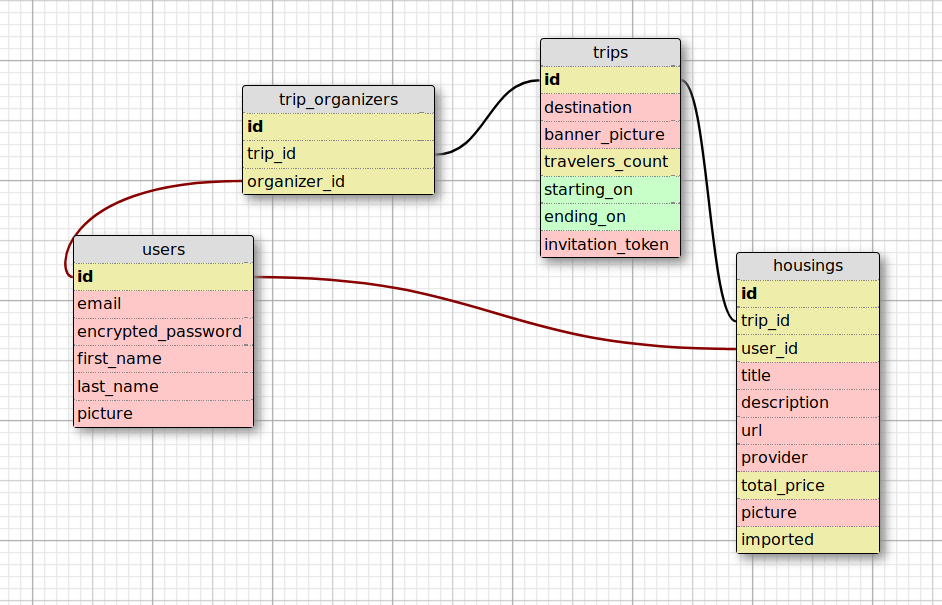 trips
id
destination
banner_picture
travelers_count
starting_on
ending_on
invitation_token
trip_organizers
id
trip_id
organizer_id
users
id
email
encrypted_password
first_name
last_name
picture
housings
id
trip_id
user_id
title
description
url
provider
total_price
picture
imported